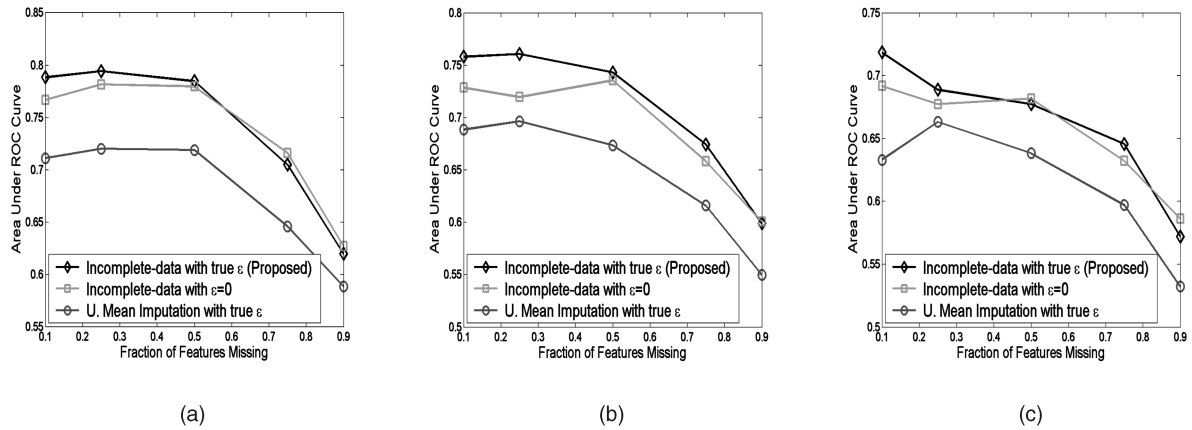 0.85
0.8
0.75
0.7
0.65
0.6
0.55
Area Under ROC Curve
Incomplete-data with true ε (Proposed)
Incomplete-data with ε=0
U. Mean Imputation with true ε
0.1 0.2 0.3 0.4 0.5 0.6 0.7 0.8 0.9
Fraction of Features Missing
(a)
0.8
0.75
0.7
0.65
0.6
0.55
0.5
Area Under ROC Curve
Incomplete-data with true ε (Proposed)
Incomplete-data with ε=0
U. Mean Imputation with true ε
0.1 0.2 0.3 0.4 0.5 0.6 0.7 0.8 0.9
Fraction of Features Missing
(b)
0.75
0.7
0.65
0.6
0.55
0.5
Area Under ROC Curve
Incomplete-data with true ε (Proposed)
Incomplete-data with ε=0
U. Mean Imputation with true ε
0.1 0.2 0.3 0.4 0.5 0.6 0.7 0.8 0.9
Fraction of Features Missing
(c)